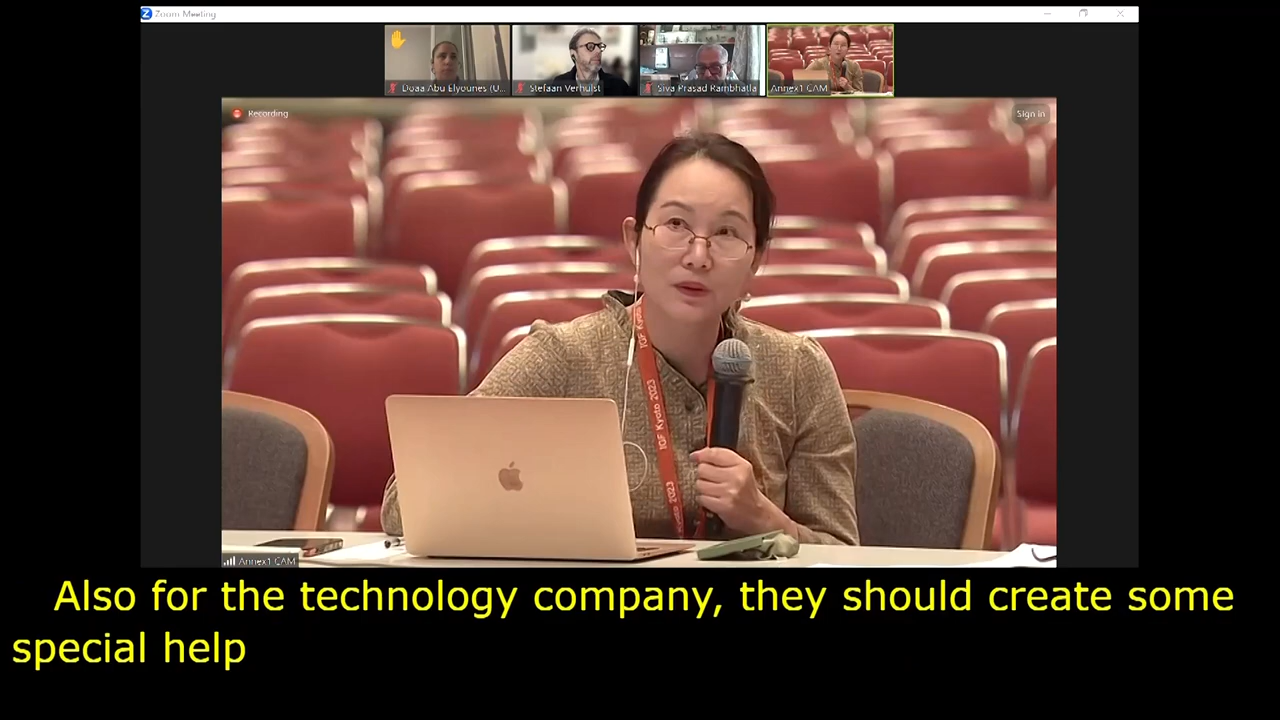 Zoom Meeting
Doaa Abu Elyounes (U...
Stefaan Verhulst
Siva Prasad Rambhatla
Annex1 CAM
Recording
Sign in
IGF Kyoto 2023
2023
Annex1 CAM
Also for the technology company, they should create some
special help